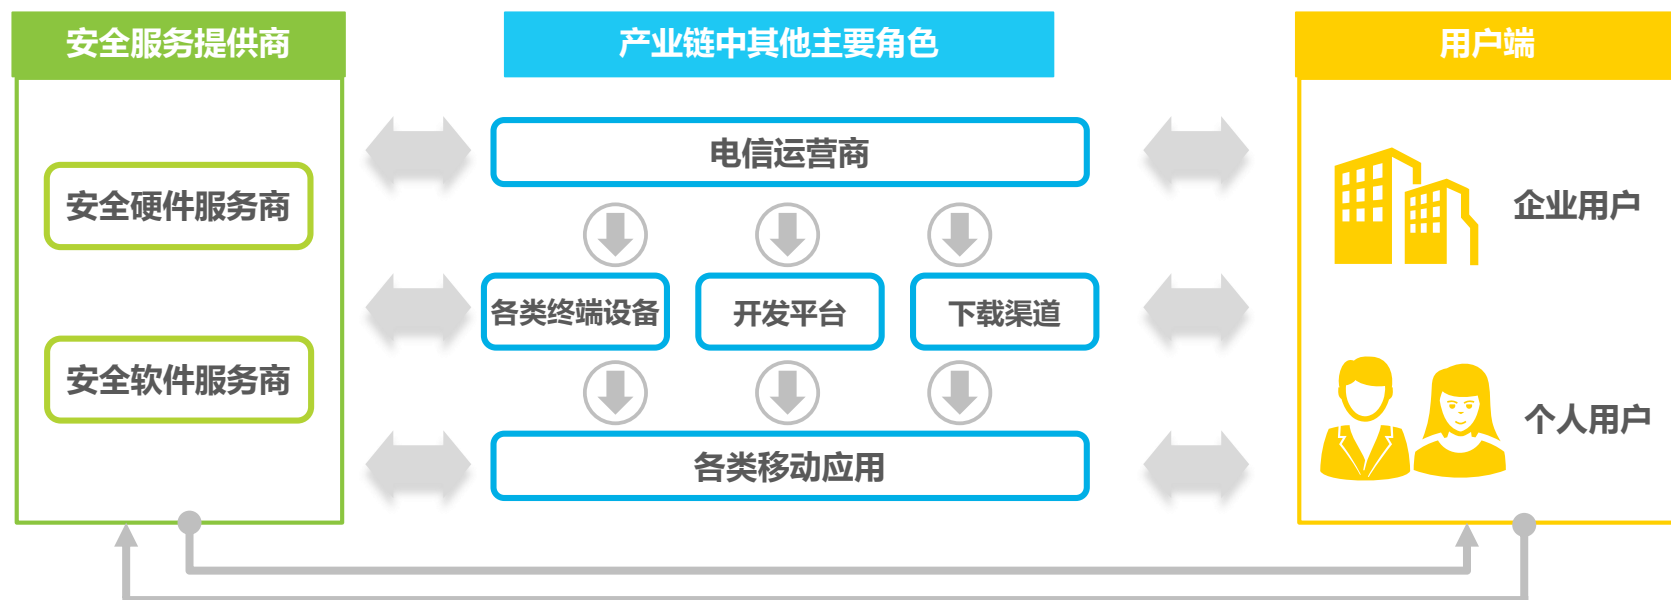 安全服务提供商
产业链中其他主要角色
用户端
电信运营商
安全硬件服务商
企业用户
各类终端设备
开发平台
下载渠道
安全软件服务商
个人用户
各类移动应用